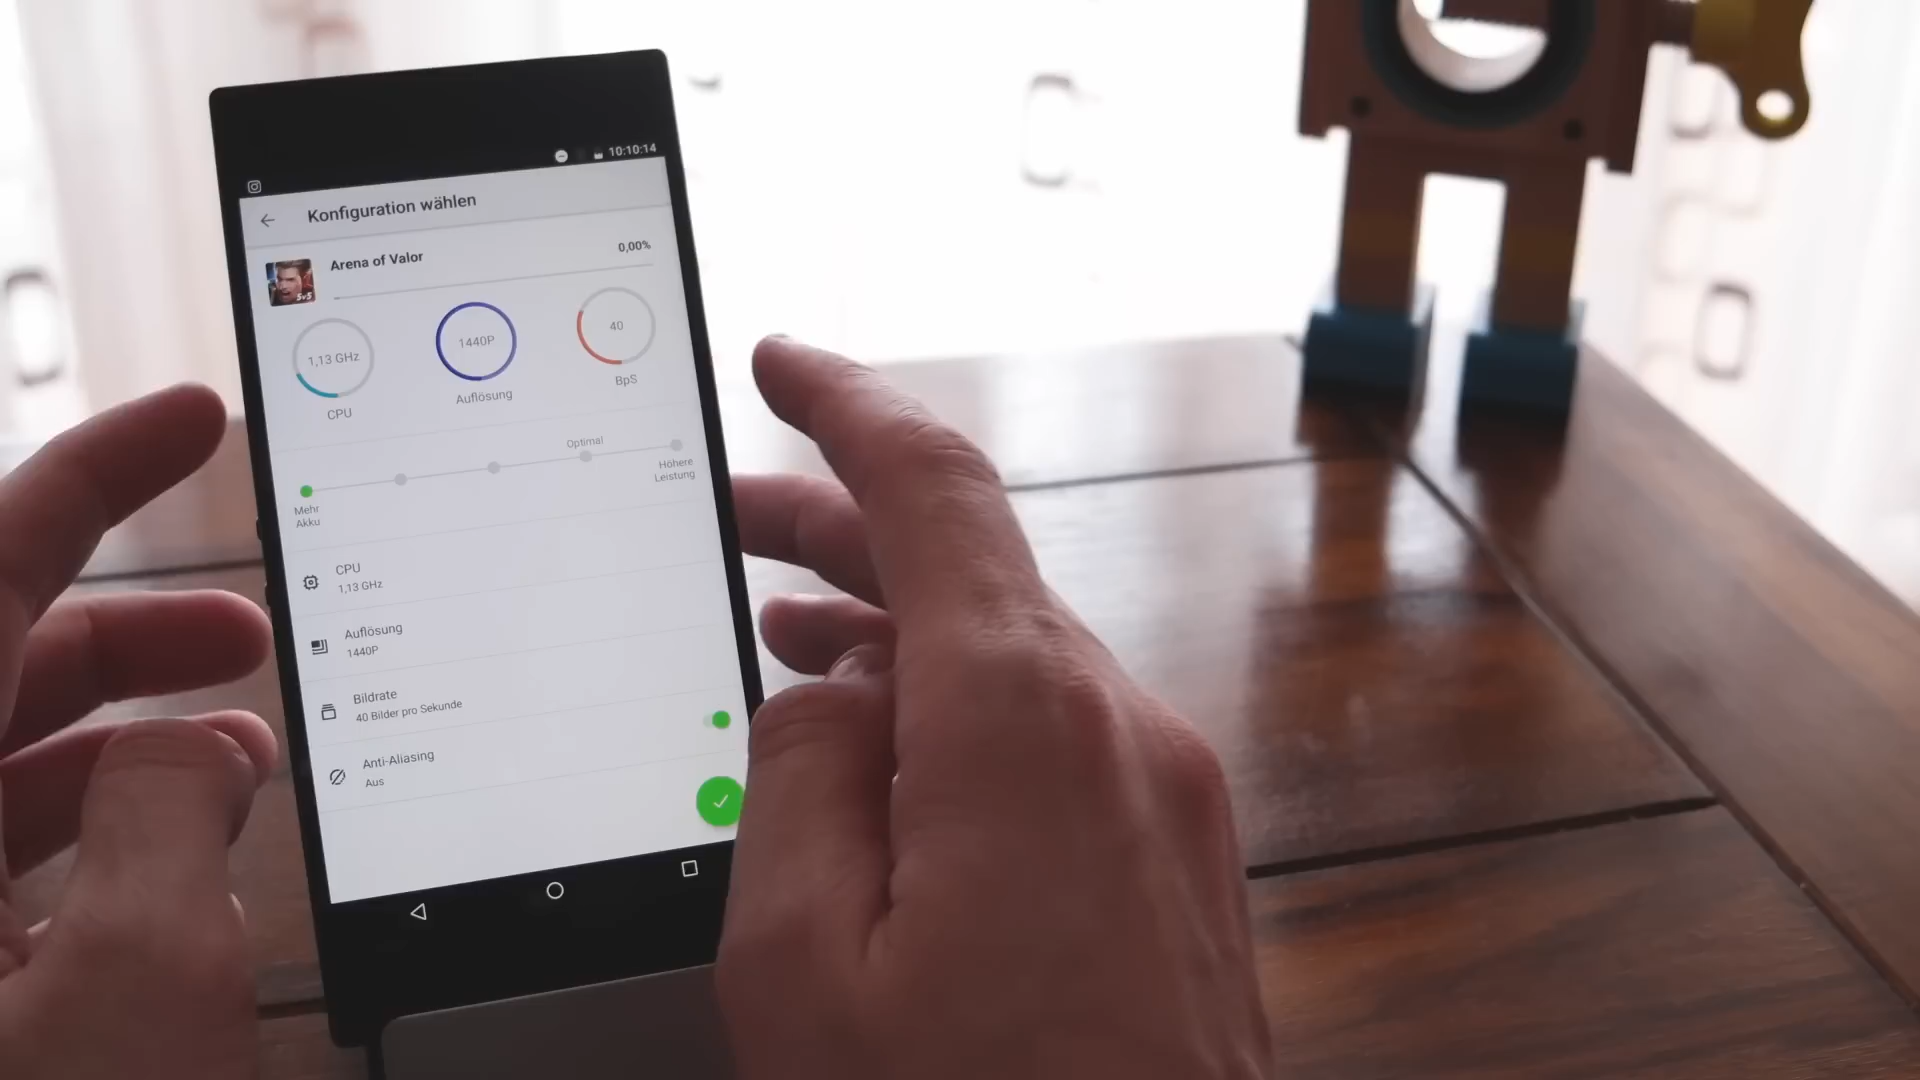 10:10:14
Konfiguration wählen
Arena of Valor
0,00%
5v5
1,13 GHz
1440P
40
CPU
Auflösung
BpS
Optimal
Mehr
Akku
Höhere
Leistung
CPU
1,13 GHz
Auflösung
1440P
Bildrate
40 Bilder pro Sekunde
Anti-Aliasing
Aus